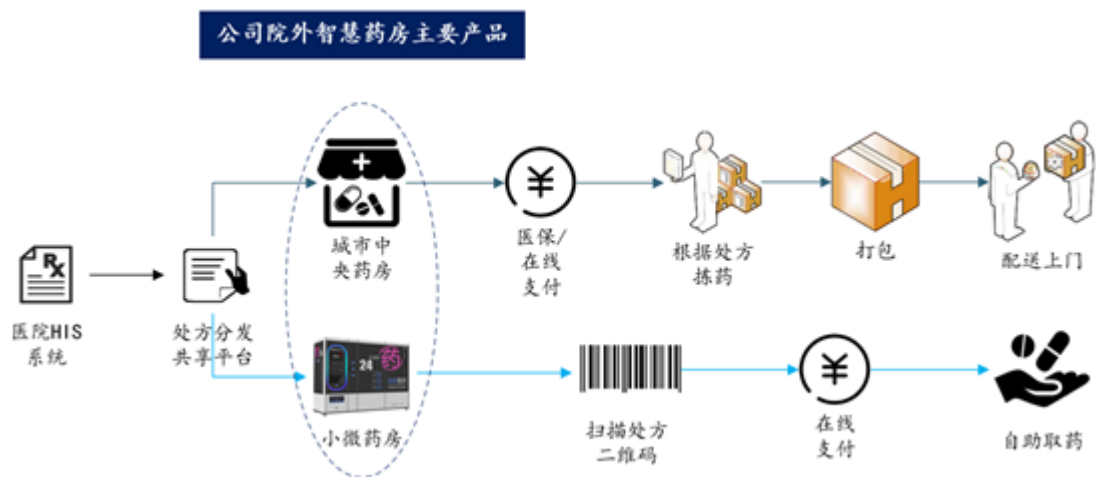 公司院外智慧药房主要产品
城市中
央药房
医保/
在线
支付
根据处方
拣药
打包
配送上门
Rx
医院HIS
系统
处方分发
共享平台
24
药
小微药房
扫描处方
二维码
在线
支付
自助取药